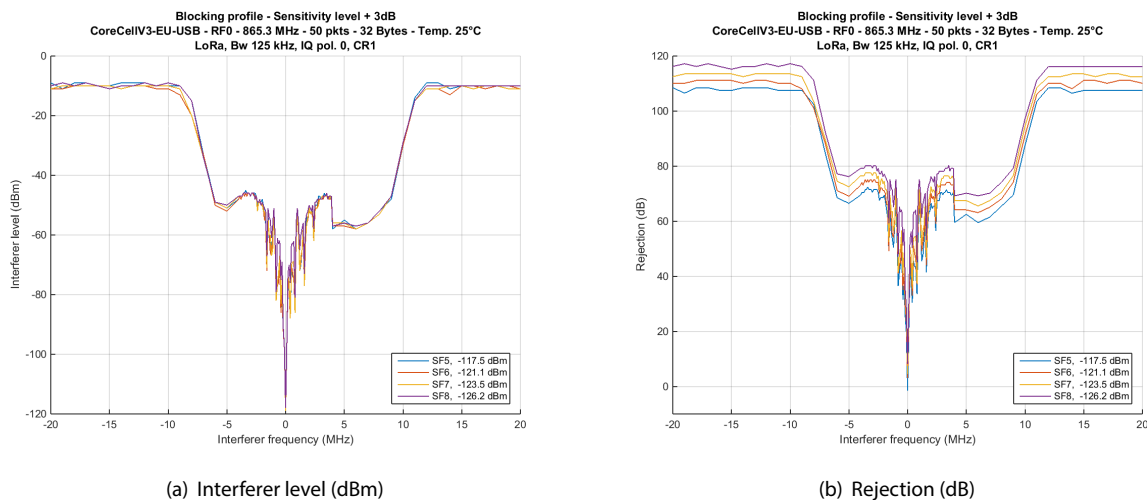 Blocking profile - Sensitivity level + 3dB
CoreCellV3-EU-USB - RF0 - 865.3 MHz - 50 pkts - 32 Bytes - Temp. 25°C
LoRa, Bw 125 kHz, IQ pol. 0, CR1
0
-20
-40
-60
-80
-100
-120
Interferer level (dBm)
-20 -15 -10 -5 0 5 10 15 20
Interferer frequency (MHz)
SF5, -117.5 dBm
SF6, -121.1 dBm
SF7, -123.5 dBm
SF8, -126.2 dBm
(a) Interferer level (dBm)
Blocking profile - Sensitivity level + 3dB
CoreCellV3-EU-USB - RF0 - 865.3 MHz - 50 pkts - 32 Bytes - Temp. 25°C
LoRa, Bw 125 kHz, IQ pol. 0, CR1
120
100
80
60
40
20
0
Rejection (dB)
-20 -15 -10 -5 0 5 10 15 20
Interferer frequency (MHz)
SF5, -117.5 dBm
SF6, -121.1 dBm
SF7, -123.5 dBm
SF8, -126.2 dBm
(b) Rejection (dB)